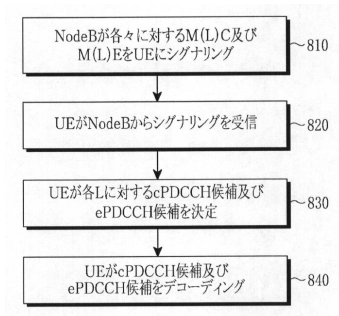 NodeBが各々に対するM(L)C及び
M(L)EをUEにシグナリング
810
UEがNodeBからシグナリングを受信
820
UEが各Lに対するcPDCCH候補及び
ePDCCH候補を決定
830
UEがcPDCCH候補及び
ePDCCH候補をデコーディング
840